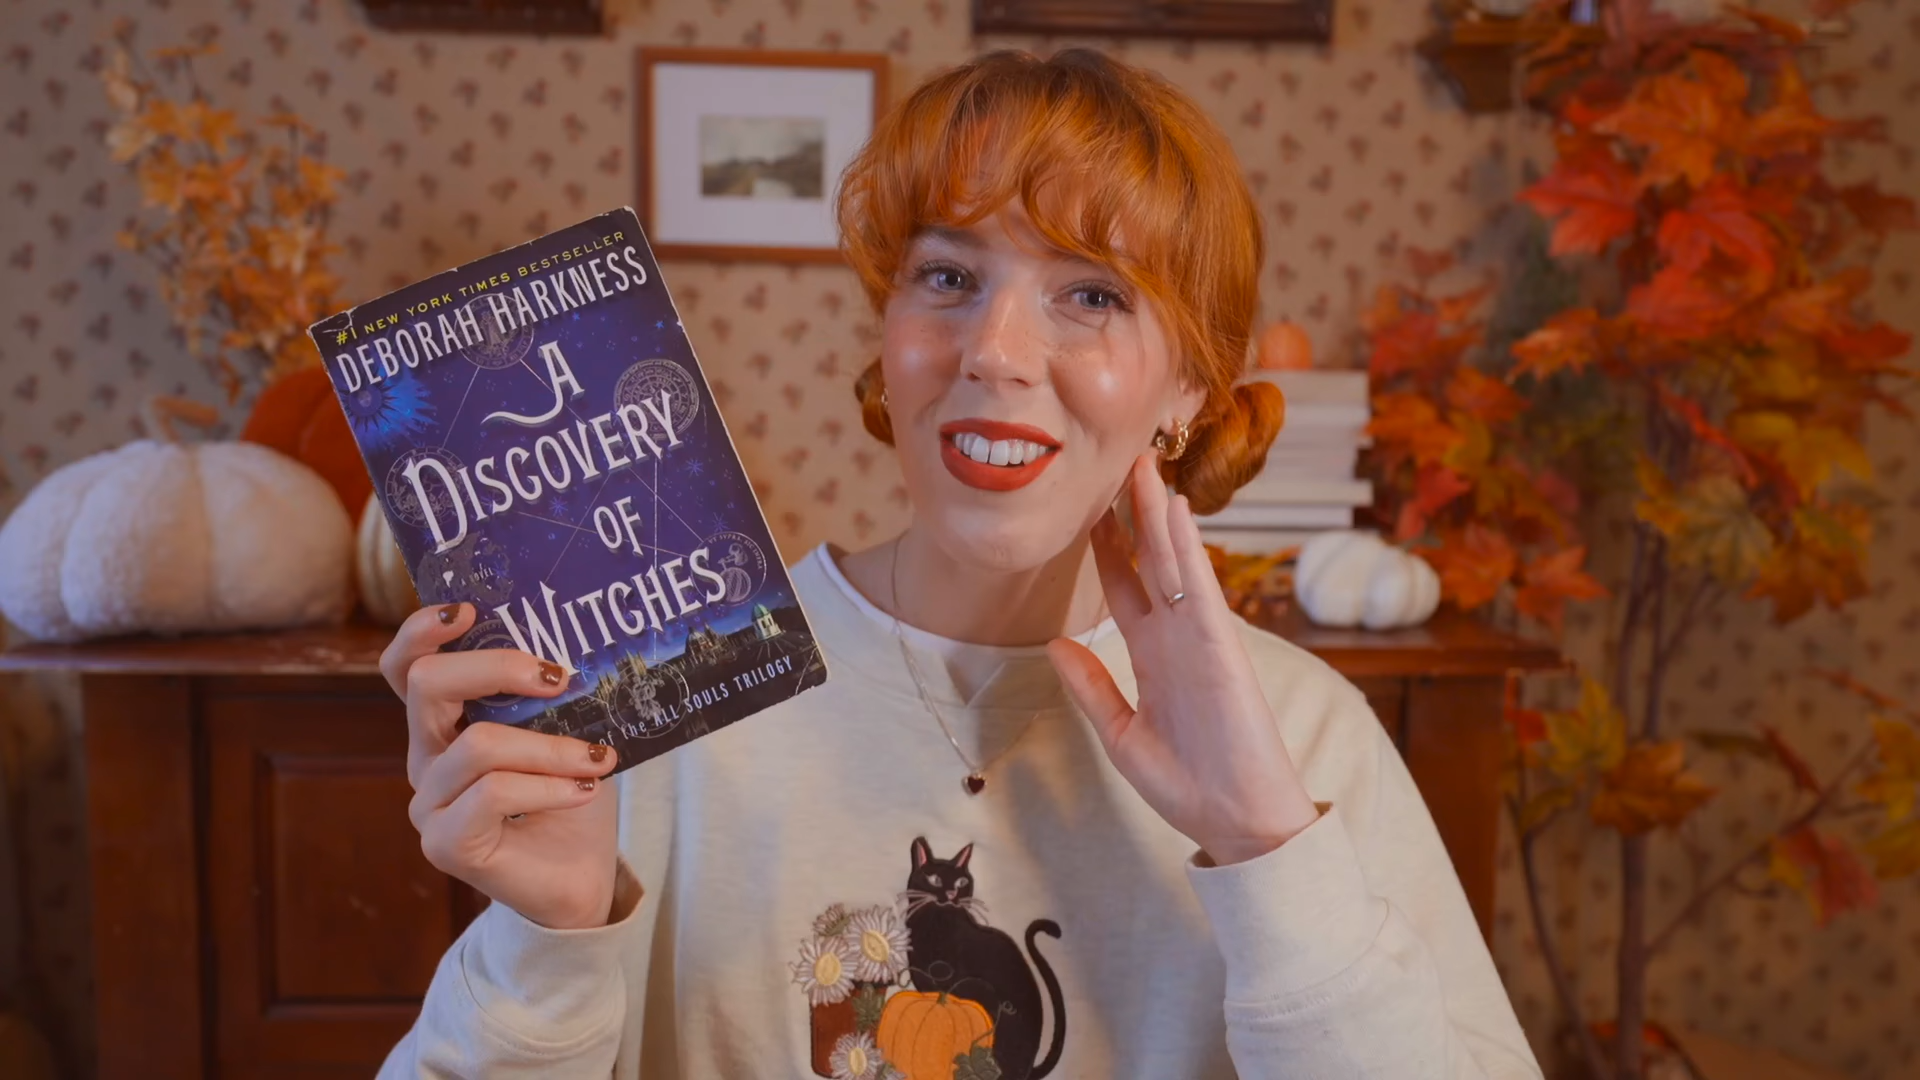 #1 NEW YORK TIMES BESTSELLER
DEBORAH HARKNESS
A
DISCOVERY
OF
WITCHES
of the ALL SOULS TRILOGY